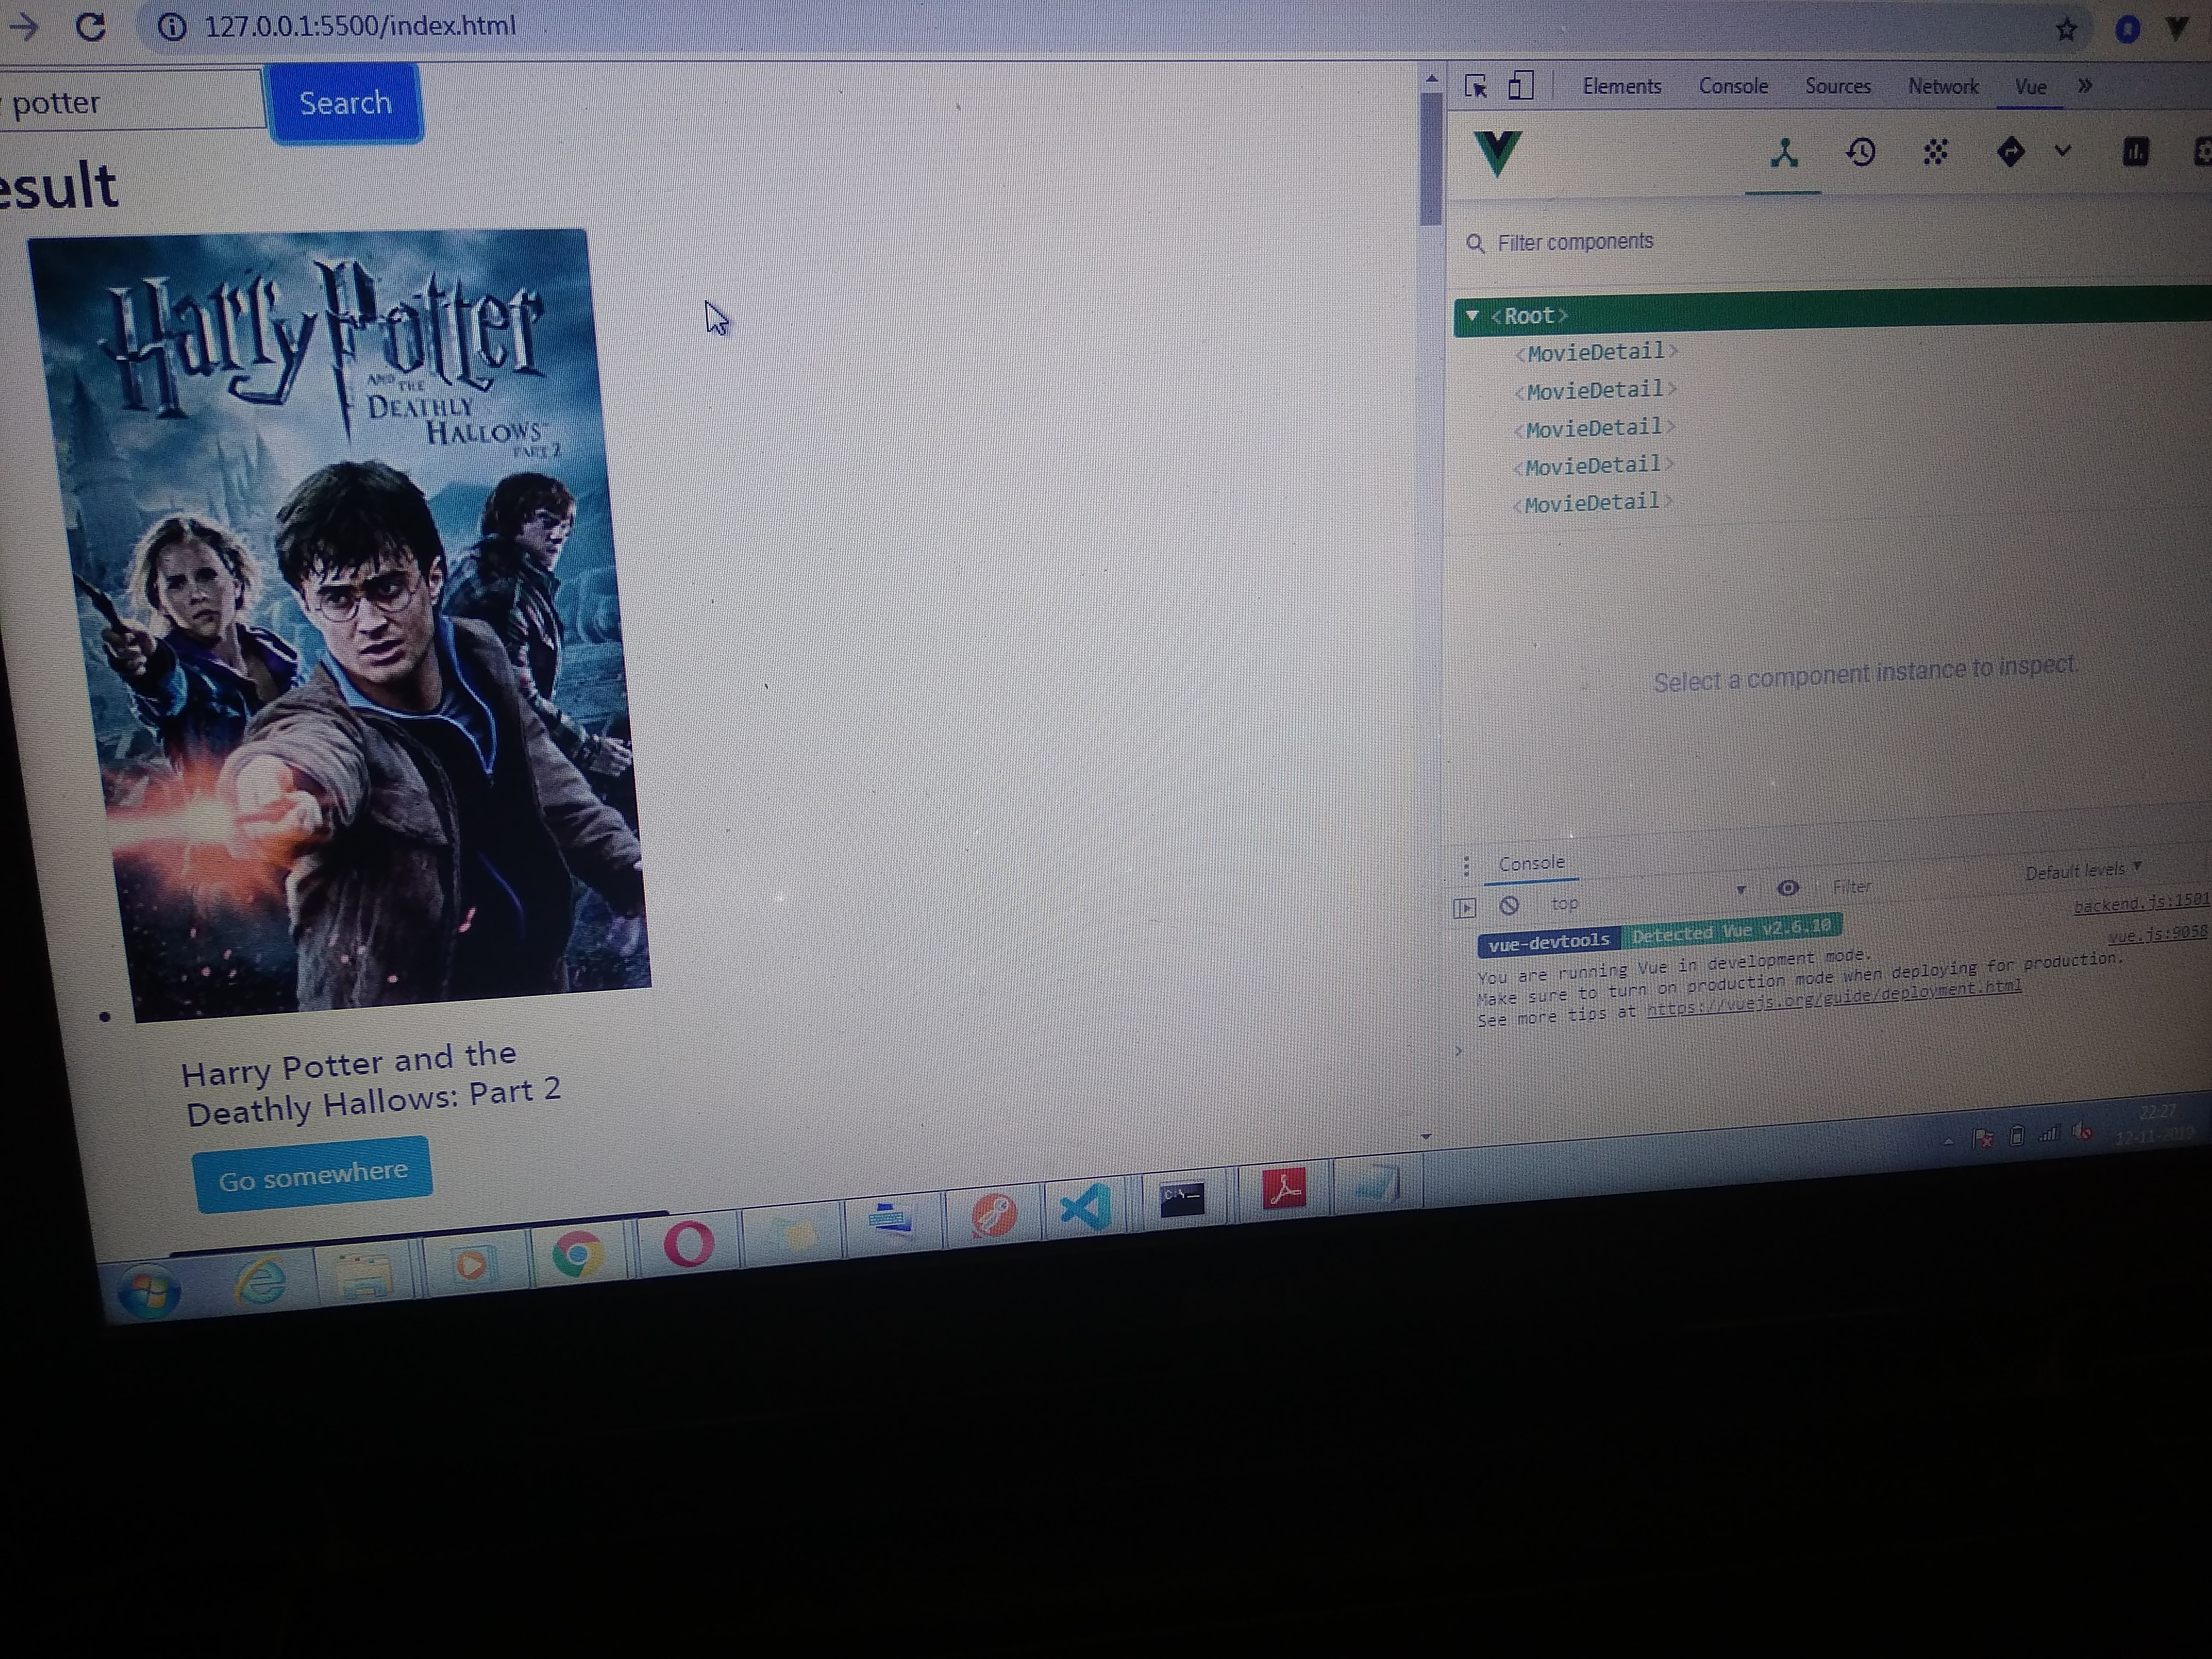 127.0.0.1:5500/index.html
potter
Search
esult
Harry Potter
AND THE
DEATHLY
HALLOWS
PART 2
Harry Potter and the
Deathly Hallows: Part 2
Go somewhere
Elements Console Sources Network Vue »
Filter components
▼ <Root>
<MovieDetail>
<MovieDetail>
<MovieDetail>
<MovieDetail>
<MovieDetail>
Select a component instance to inspect.
Console
top ▼ Filter Default levels ▼
vue-devtools Detected Vue v2.6.10 backend.js:1501
You are running Vue in development mode. vue.js:9058
Make sure to turn on production mode when deploying for production.
See more tips at https://vuejs.org/guide/deployment.html
>
C:\
22:27
12-11-2019